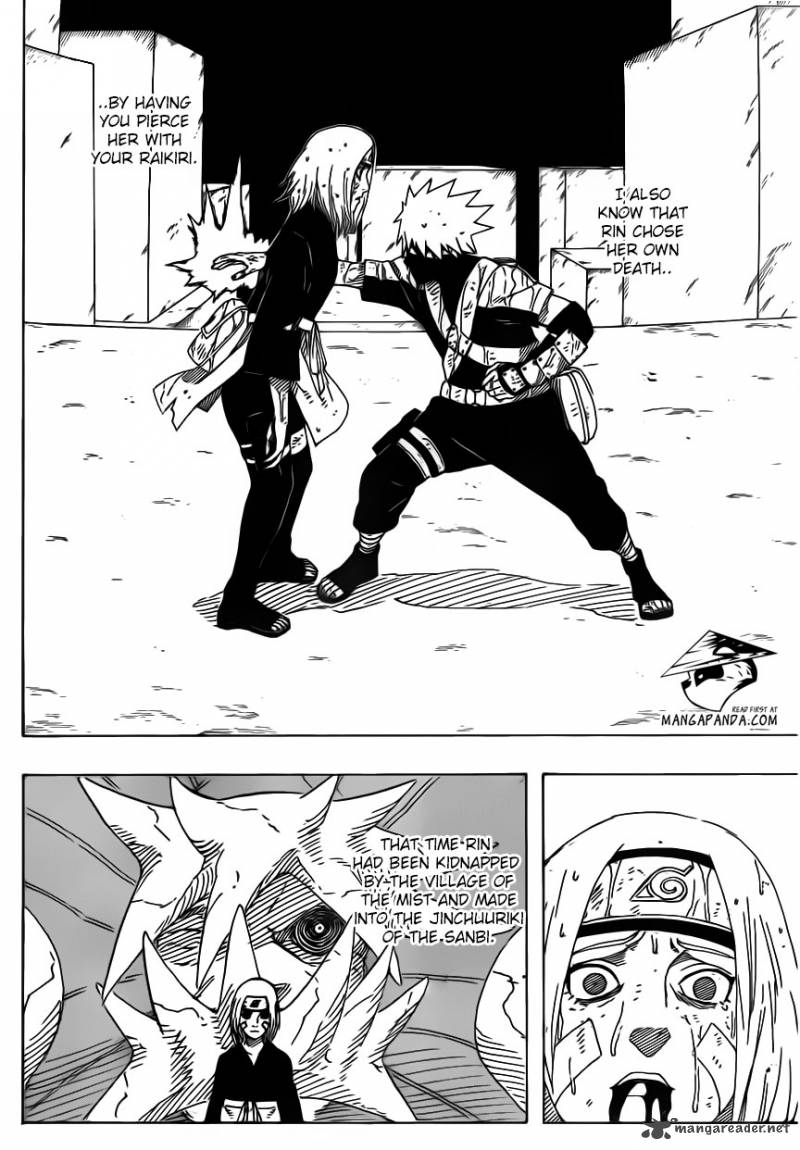 I ALSO
KNOW THAT
RIN CHOSE
HER OWN
DEATH..
..BY HAVING
YOU PIERCE
HER WITH
YOUR RAIKIRI.
READ FIRST AT
MANGAPANDA.COM
THAT TIME RIN
HAD BEEN KIDNAPPED
BY THE VILLAGE OF
THE MIST AND MADE
INTO THE JINCHUURIKI
OF THE SANBI.
mangareader.net